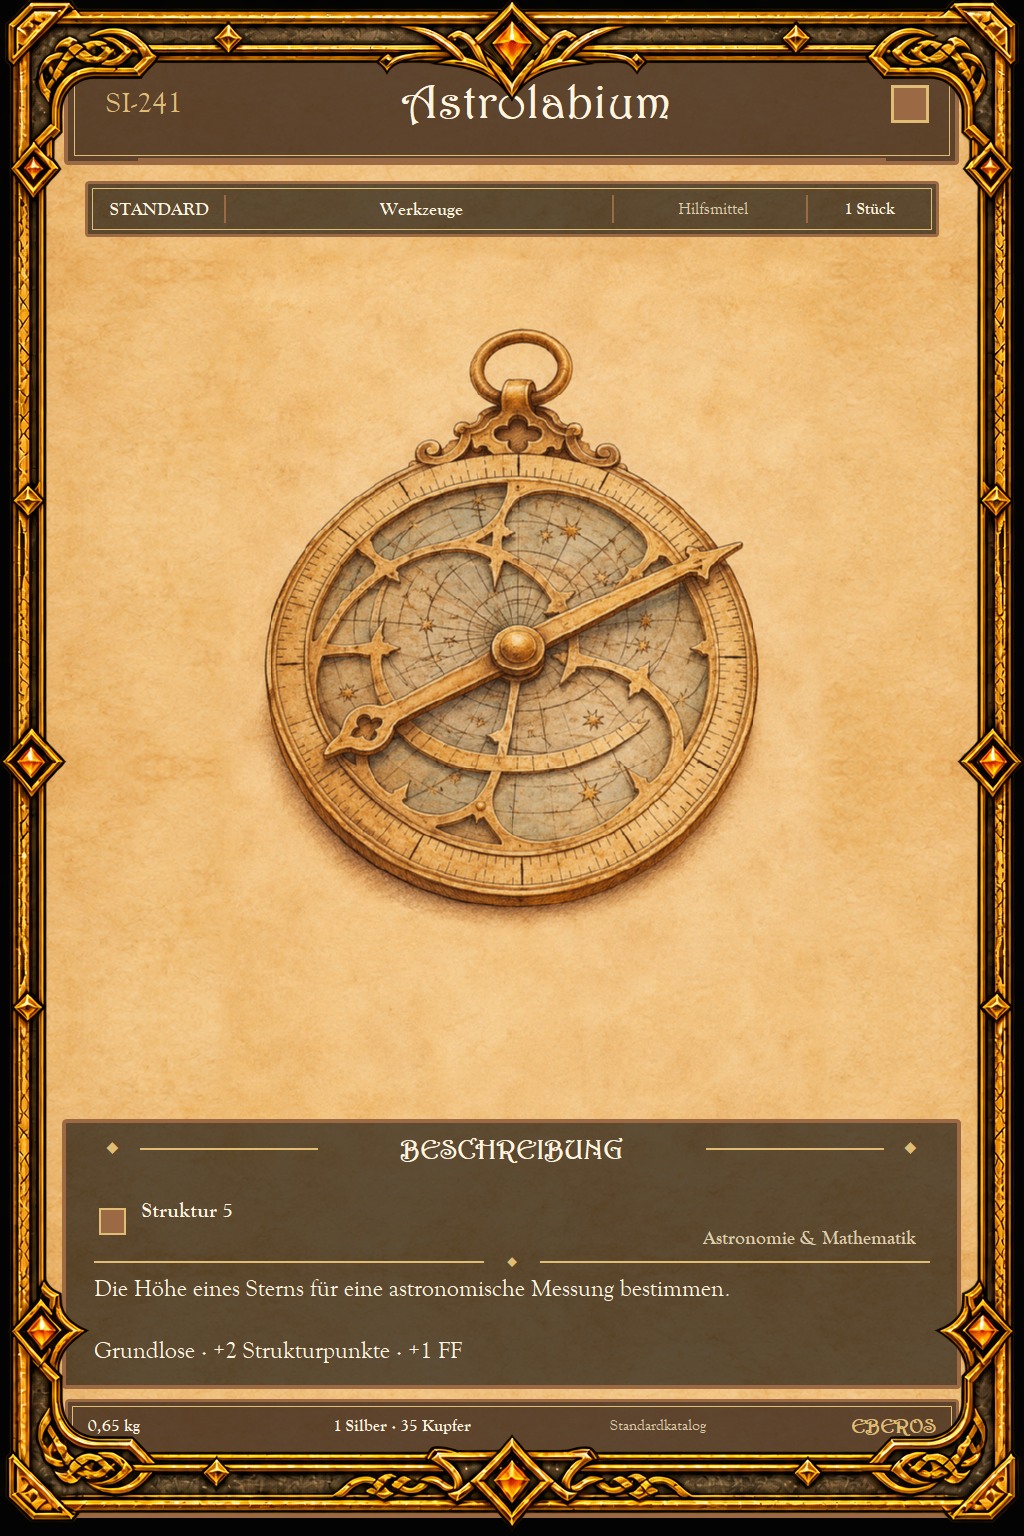 SI-241
Astrolabium
STANDARD
Werkzeuge
Hilfsmittel
1 Stück
BESCHREIBUNG
Struktur 5
Astronomie & Mathematik
Die Höhe eines Sterns für eine astronomische Messung bestimmen.
Grundlose · +2 Strukturpunkte · +1 FF
0,65 kg
1 Silber · 35 Kupfer
Standardkatalog
EBEROS